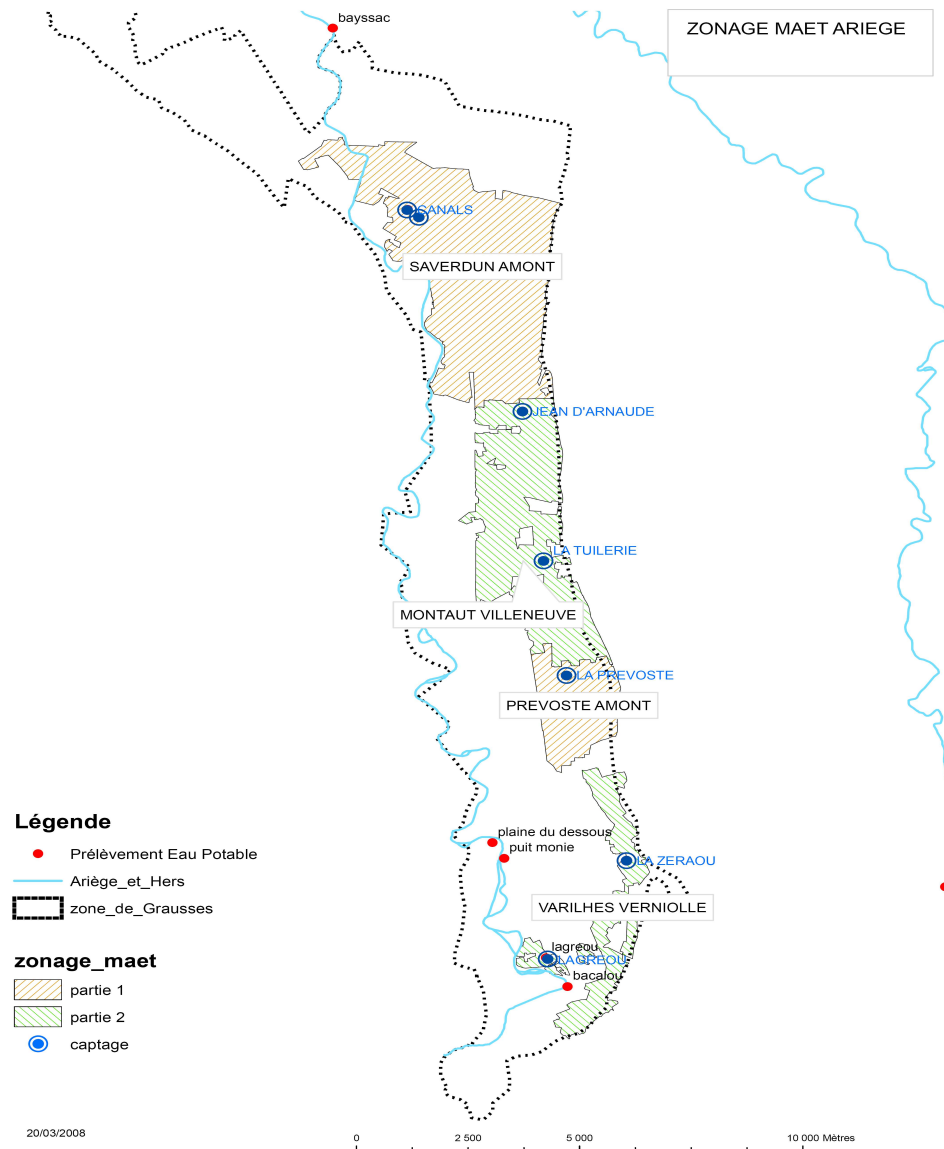 ZONAGE MAET ARIEGE
bayssac
CANALS
SAVERDUN AMONT
JEAN D'ARNAUDE
LA TUILERIE
MONTAUT VILLENEUVE
LA PREVOSTE
PREVOSTE AMONT
plaine du dessous
puit monie
LA ZERAOU
VARILHES VERNIOLLE
lagreou
LAGREOU
bacalou
Légende
Prélèvement Eau Potable
Ariège_et_Hers
zone_de_Grausses
zonage_maet
partie 1
partie 2
captage
20/03/2008
0 2 500 5 000 10 000 Mètres